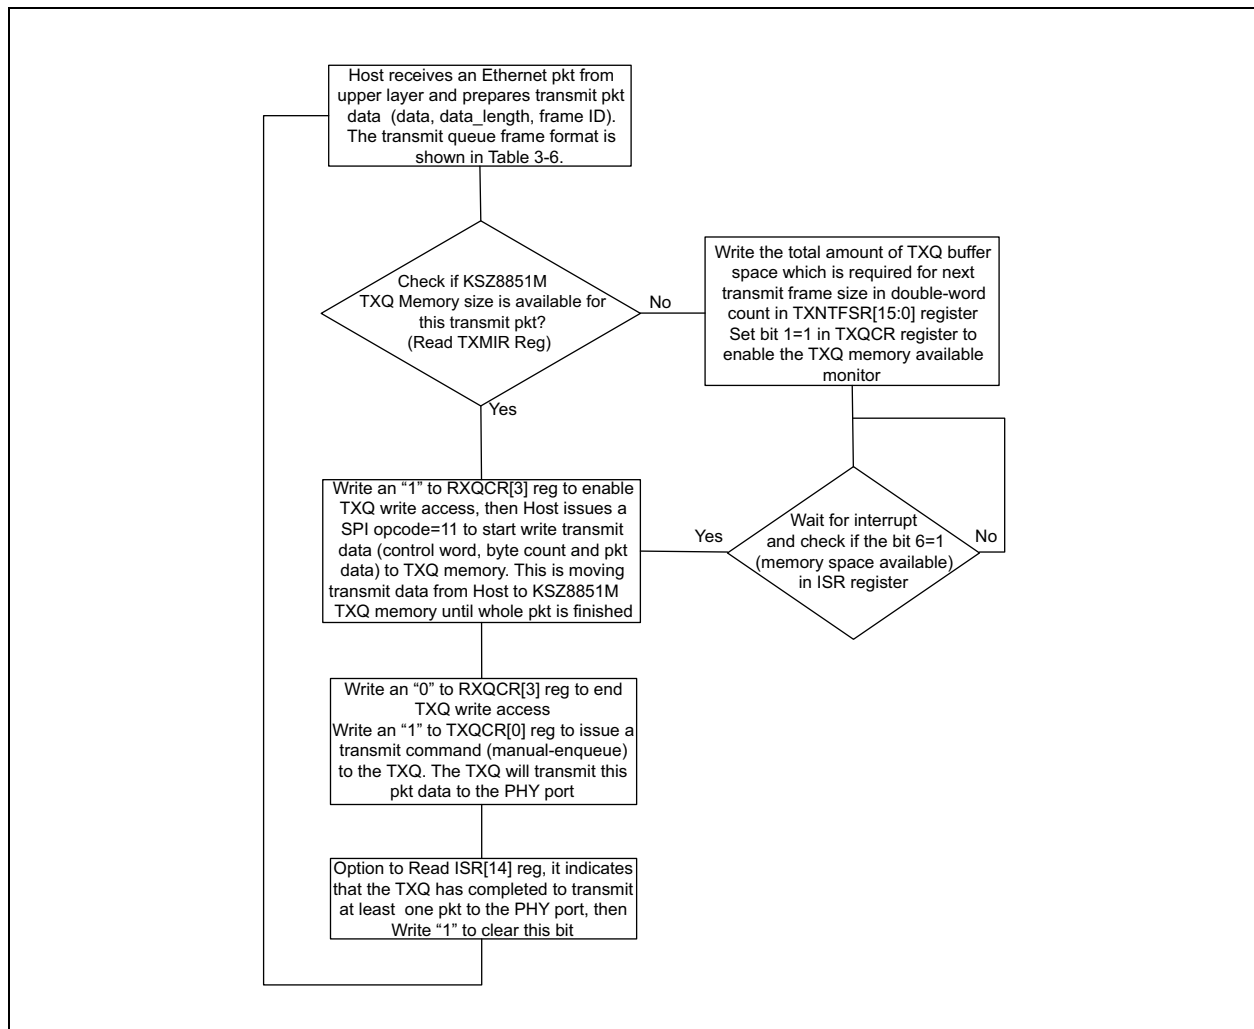 Host receives an Ethernet pkt from
upper layer and prepares transmit pkt
data (data, data_length, frame ID).
The transmit queue frame format is
shown in Table 3-6.
Check if KSZ8851M
TXQ Memory size is available for
this transmit pkt?
(Read TXMIR Reg)
No
Write the total amount of TXQ buffer
space which is required for next
transmit frame size in double-word
count in TXNTFSR[15:0] register
Set bit 1=1 in TXQCR register to
enable the TXQ memory available
monitor
Yes
Write an “1” to RXQCR[3] reg to enable
TXQ write access, then Host issues a
SPI opcode=11 to start write transmit
data (control word, byte count and pkt
data) to TXQ memory. This is moving
transmit data from Host to KSZ8851M
TXQ memory until whole pkt is finished
Yes
Wait for interrupt
and check if the bit 6=1
(memory space available)
in ISR register
No
Write an “0” to RXQCR[3] reg to end
TXQ write access
Write an “1” to TXQCR[0] reg to issue a
transmit command (manual-enqueue)
to the TXQ. The TXQ will transmit this
pkt data to the PHY port
Option to Read ISR[14] reg, it indicates
that the TXQ has completed to transmit
at least one pkt to the PHY port, then
Write “1” to clear this bit